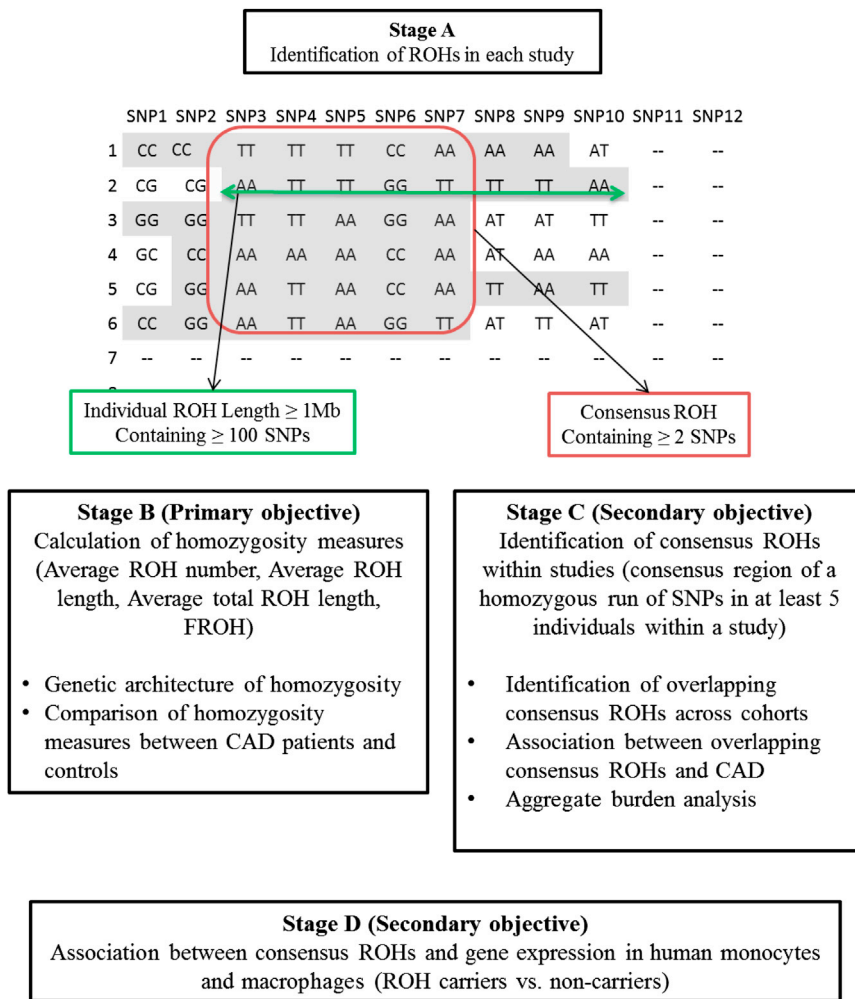 Stage A
Identification of ROHs in each study
SNP1 SNP2 SNP3 SNP4 SNP5 SNP6 SNP7 SNP8 SNP9 SNP10 SNP11 SNP12
1 CC CC TT TT TT CC AA AA AA AT -- --
2 CG CG AA TT TT GG TT TT TT AA -- --
3 GG GG TT TT AA GG AA AT AT TT -- --
4 GC CC AA AA AA CC AA AT AA AA -- --
5 CG GG AA TT AA CC AA TT AA TT -- --
6 CC GG AA TT AA GG TT AT TT AT -- --
7 -- -- -- -- -- -- -- -- -- -- -- --
Individual ROH Length ≥ 1Mb
Containing ≥ 100 SNPs
Consensus ROH
Containing ≥ 2 SNPs
Stage B (Primary objective)
Calculation of homozygosity measures
(Average ROH number, Average ROH
length, Average total ROH length,
FROH)
• Genetic architecture of homozygosity
• Comparison of homozygosity
measures between CAD patients and
controls
Stage C (Secondary objective)
Identification of consensus ROHs
within studies (consensus region of a
homozygous run of SNPs in at least 5
individuals within a study)
• Identification of overlapping
consensus ROHs across cohorts
• Association between overlapping
consensus ROHs and CAD
• Aggregate burden analysis
Stage D (Secondary objective)
Association between consensus ROHs and gene expression in human monocytes
and macrophages (ROH carriers vs. non-carriers)